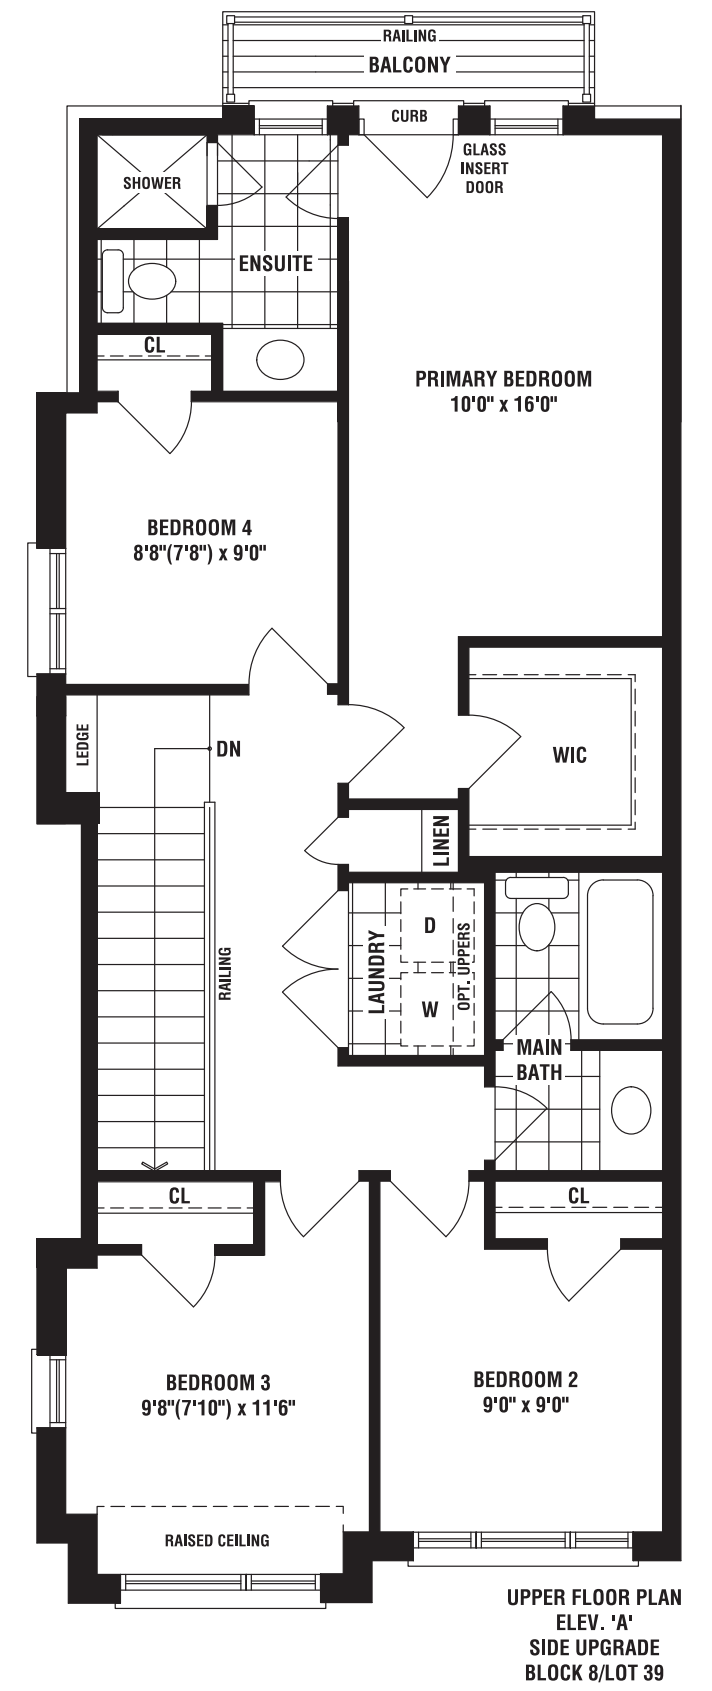 RAILING
BALCONY
CURB
GLASS
INSERT
DOOR
SHOWER
ENSUITE
CL
PRIMARY BEDROOM
10'0" x 16'0"
BEDROOM 4
8'8"(7'8") x 9'0"
LEDGE
DN
WIC
LINEN
RAILING
LAUNDRY
D
W
OPT. UPPERS
MAIN
BATH
CL
CL
BEDROOM 3
9'8"(7'10") x 11'6"
BEDROOM 2
9'0" x 9'0"
RAISED CEILING
UPPER FLOOR PLAN
ELEV. 'A'
SIDE UPGRADE
BLOCK 8/LOT 39